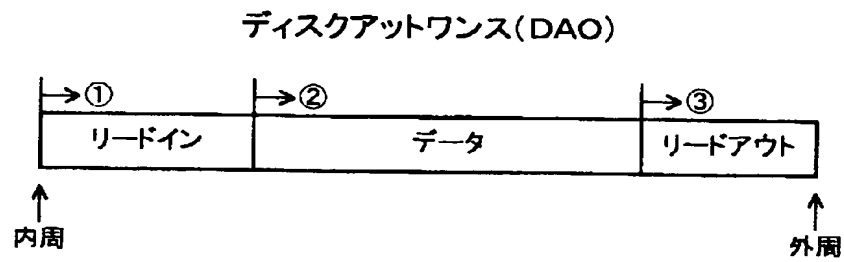 ディスクアットワンス(DAO)
①
②
③
リードイン
データ
リードアウト
内周
外周